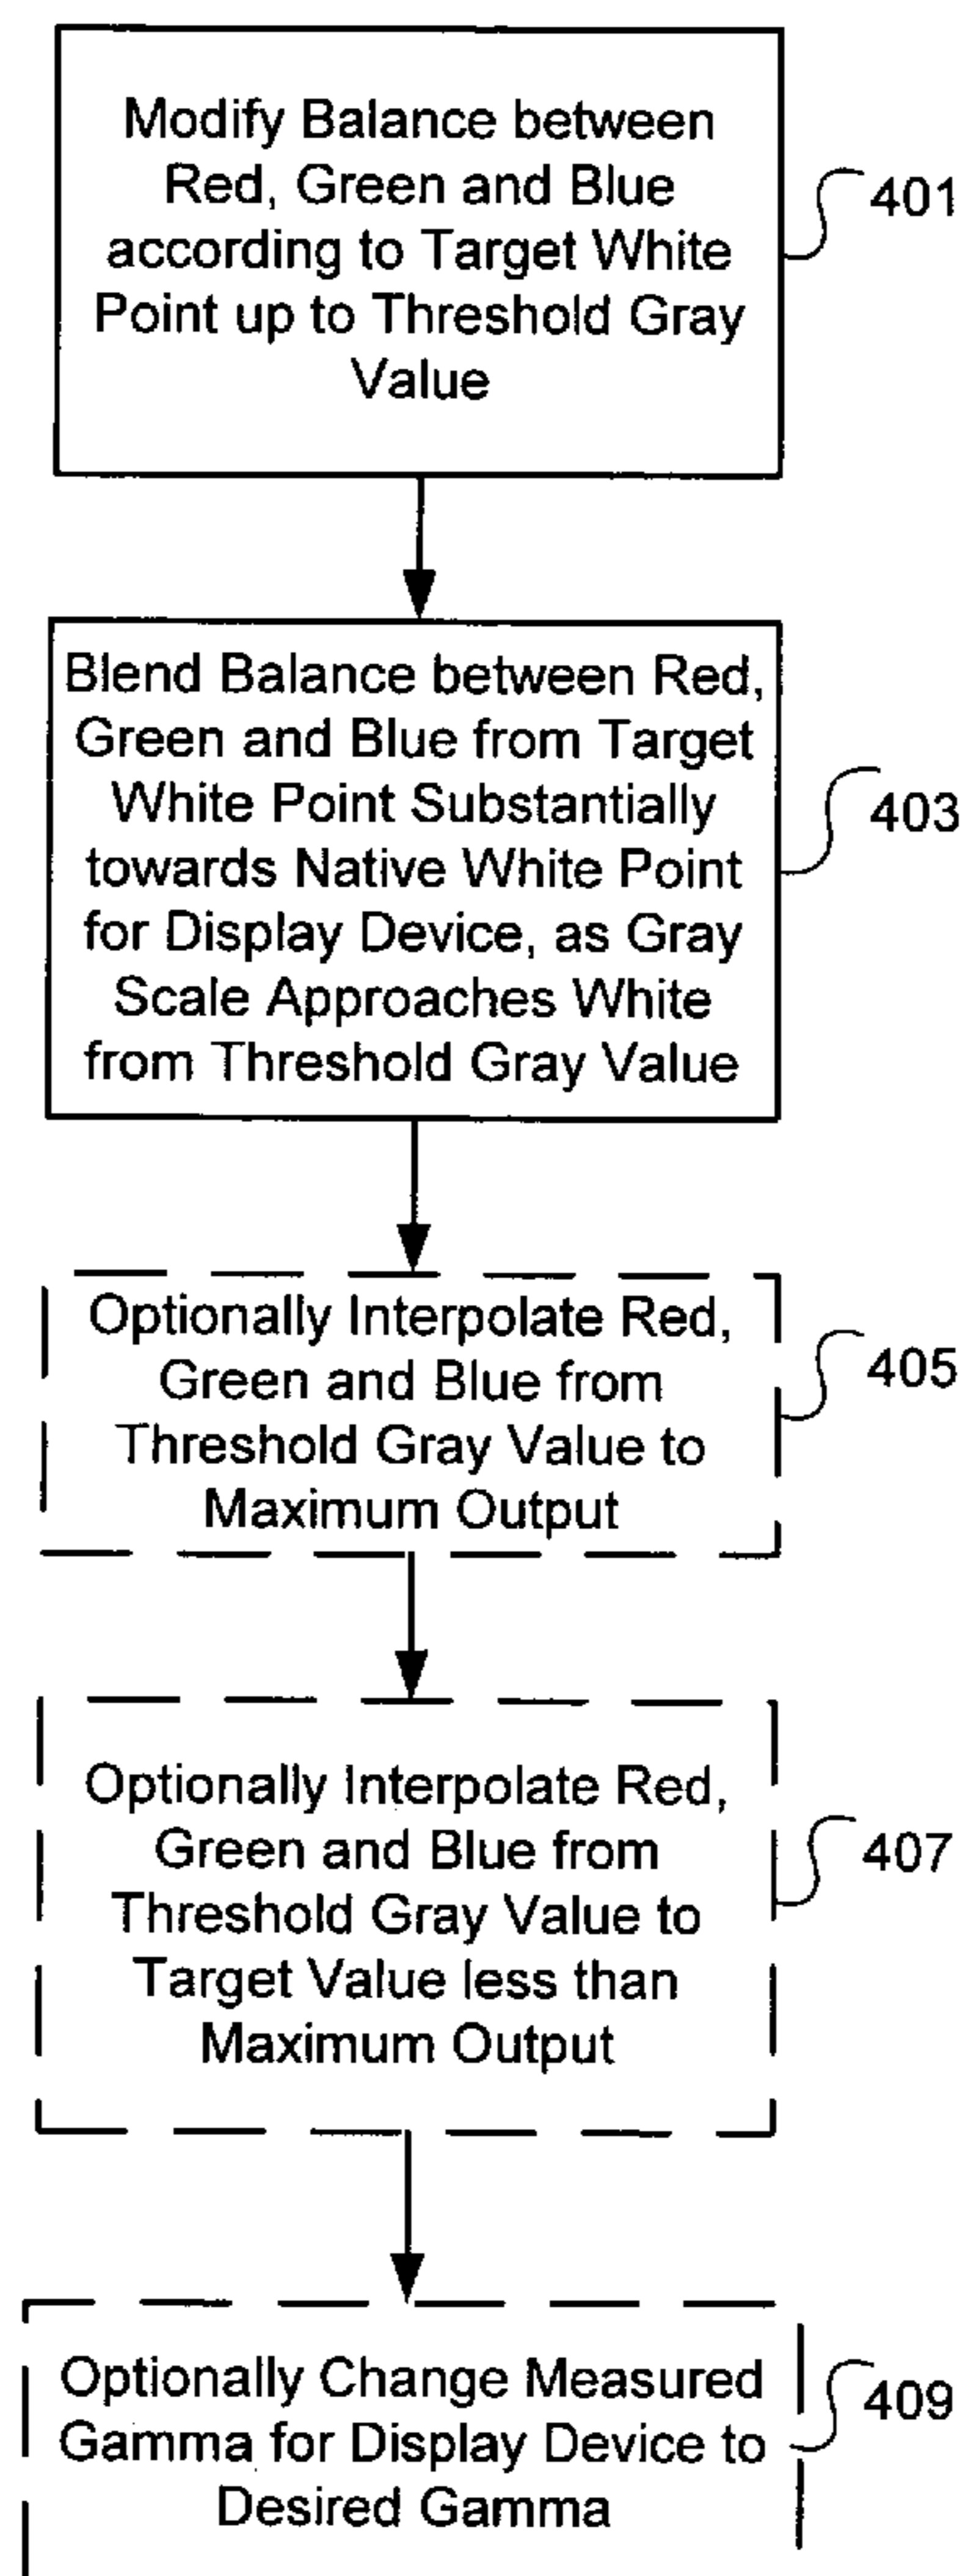 Modify Balance between
Red, Green and Blue
according to Target White
Point up to Threshold Gray
Value
401
Blend Balance between Red,
Green and Blue from Target
White Point Substantially
towards Native White Point
for Display Device, as Gray
Scale Approaches White
from Threshold Gray Value
403
Optionally Interpolate Red,
Green and Blue from
Threshold Gray Value to
Maximum Output
405
Optionally Interpolate Red,
Green and Blue from
Threshold Gray Value to
Target Value less than
Maximum Output
407
Optionally Change Measured
Gamma for Display Device to
Desired Gamma
409